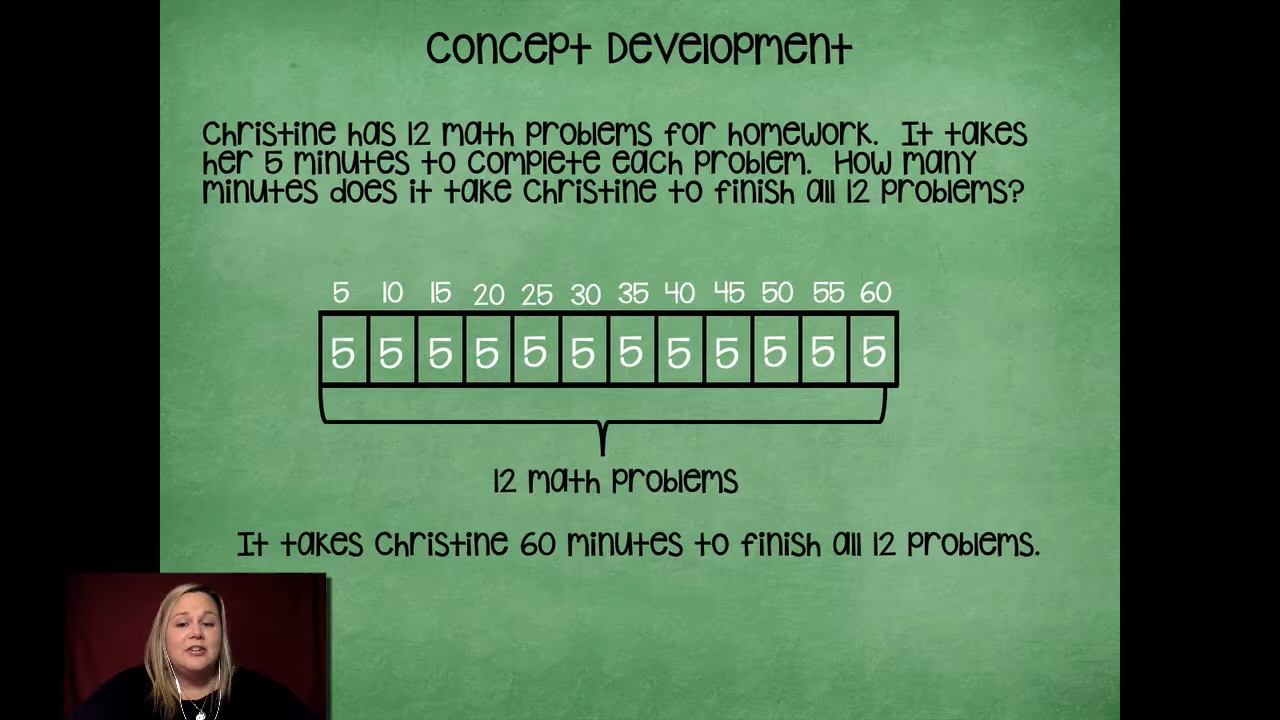 Concept Development
Christine has 12 math problems for homework. It takes
her 5 minutes to complete each problem. How many
minutes does it take Christine to finish all 12 problems?
5 10 15 20 25 30 35 40 45 50 55 60
5 5 5 5 5 5 5 5 5 5 5 5
12 math problems
It takes Christine 60 minutes to finish all 12 problems.